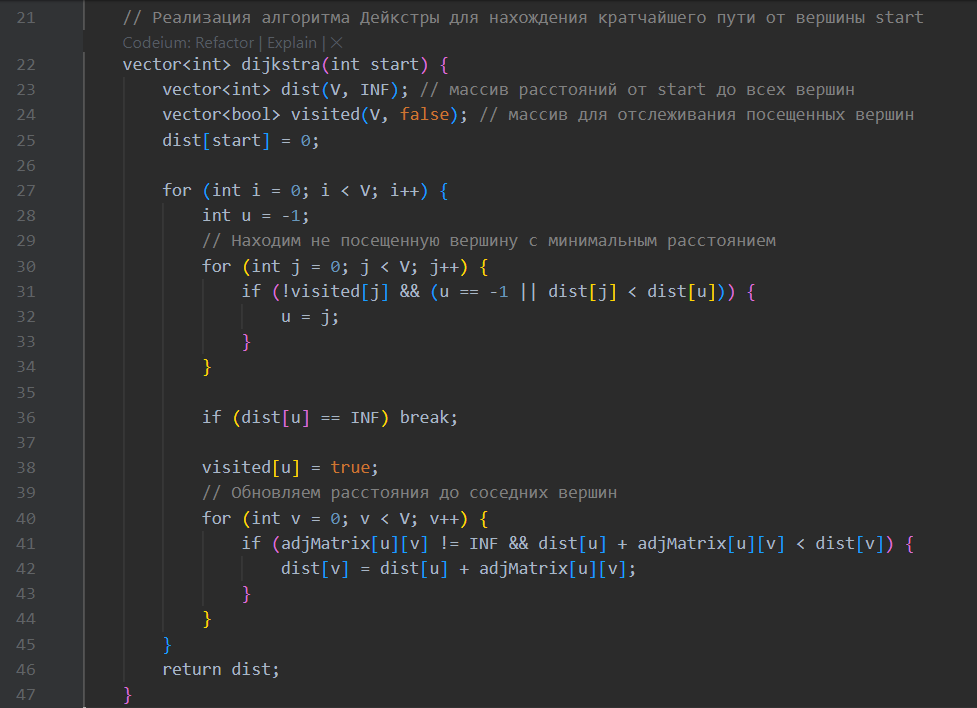 21 // Реализация алгоритма Дейкстры для нахождения кратчайшего пути от вершины start
Codeium: Refactor | Explain | ×
22 vector<int> dijkstra(int start) {
23     vector<int> dist(V, INF); // массив расстояний от start до всех вершин
24     vector<bool> visited(V, false); // массив для отслеживания посещенных вершин
25     dist[start] = 0;
26
27     for (int i = 0; i < V; i++) {
28         int u = -1;
29         // Находим не посещенную вершину с минимальным расстоянием
30         for (int j = 0; j < V; j++) {
31             if (!visited[j] && (u == -1 || dist[j] < dist[u])) {
32                 u = j;
33             }
34         }
35
36         if (dist[u] == INF) break;
37
38         visited[u] = true;
39         // Обновляем расстояния до соседних вершин
40         for (int v = 0; v < V; v++) {
41             if (adjMatrix[u][v] != INF && dist[u] + adjMatrix[u][v] < dist[v]) {
42                 dist[v] = dist[u] + adjMatrix[u][v];
43             }
44         }
45     }
46     return dist;
47 }